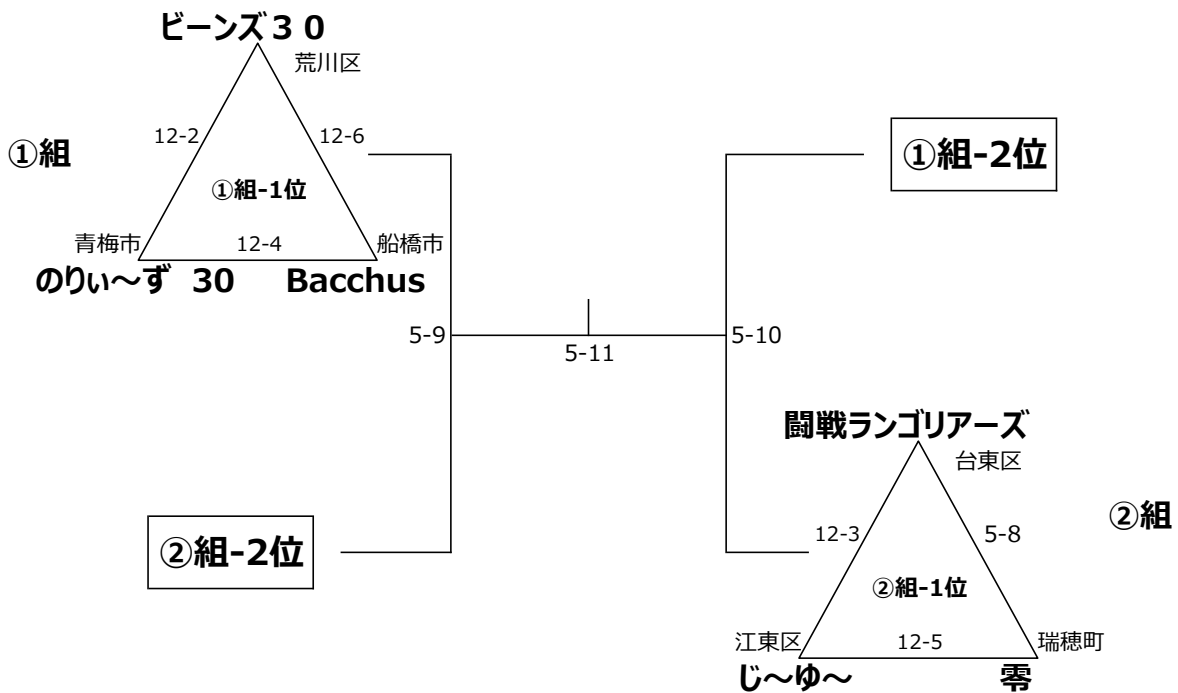 ビーンズ３０
荒川区
12-2
12-6
①組
①組-1位
青梅市
12-4
船橋市
のりぃ～ず 30
Bacchus
①組-2位
5-9
5-11
5-10
闘戦ランゴリアーズ
台東区
②組
②組-2位
12-3
5-8
②組-1位
江東区
12-5
瑞穂町
じ～ゆ～
零